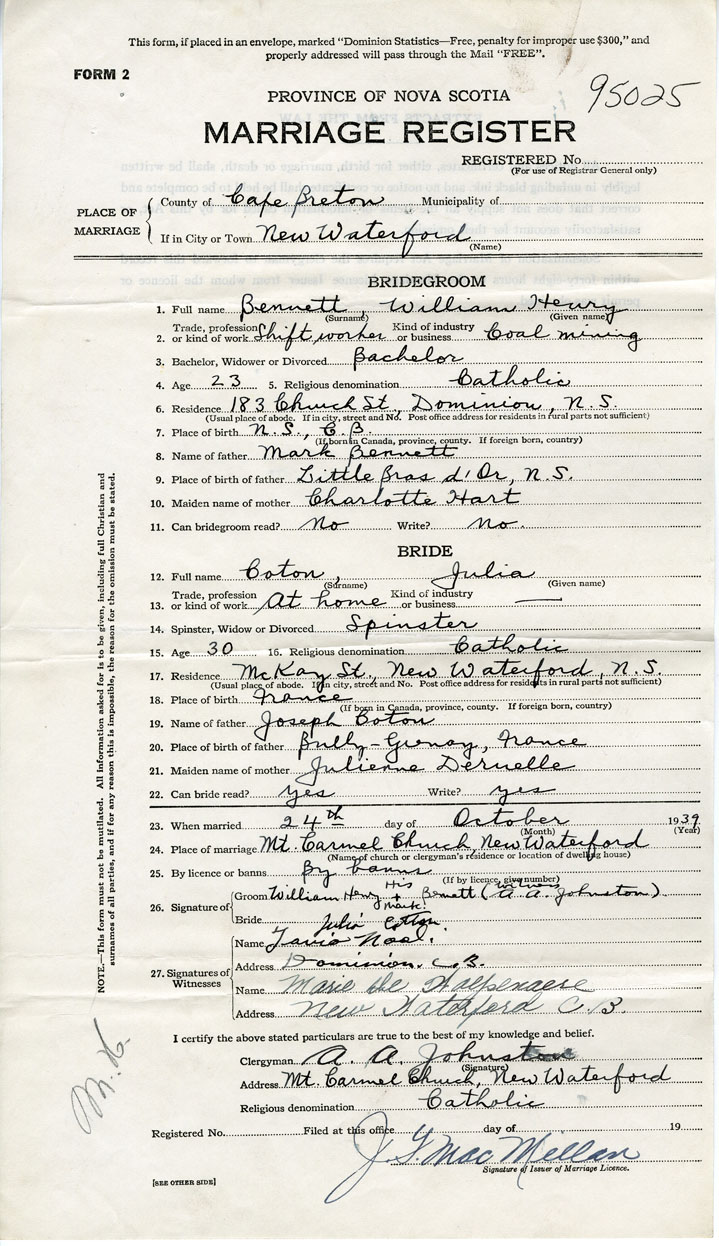 This form, if placed in an envelope, marked "Dominion Statistics—Free, penalty for improper use $300," and
properly addressed will pass through the Mail "FREE".
FORM 2
95025
PROVINCE OF NOVA SCOTIA
MARRIAGE REGISTER
REGISTERED No.
(For use of Registrar General only)
PLACE OF MARRIAGE
County of Cape Breton Municipality of
If in City or Town New Waterford
(Name)
BRIDEGROOM
1. Full name Bennett, William Henry
(Surname) (Given name)
2. Trade, profession or kind of work Shift worker Kind of industry or business Coal mining
3. Bachelor, Widower or Divorced Bachelor
4. Age 23 5. Religious denomination Catholic
6. Residence 183 Church St., Dominion, N.S.
(Usual place of abode. If in city, street and No. Post office address for residents in rural parts not sufficient)
7. Place of birth N.S., C.B.
(If born in Canada, province, county. If foreign born, country)
8. Name of father Mark Bennett
9. Place of birth of father Little Bras d'Or, N.S.
10. Maiden name of mother Charlotte Hart
11. Can bridegroom read? No Write? No.
BRIDE
12. Full name Coton, Julia
(Surname) (Given name)
13. Trade, profession or kind of work At home Kind of industry or business —
14. Spinster, Widow or Divorced Spinster
15. Age 30 16. Religious denomination Catholic
17. Residence McKay St., New Waterford, N.S.
(Usual place of abode. If in city, street and No. Post office address for residents in rural parts not sufficient)
18. Place of birth France
(If born in Canada, province, county. If foreign born, country)
19. Name of father Joseph Coton
20. Place of birth of father Bully-Grenay, France
21. Maiden name of mother Julienne Deruelle
22. Can bride read? yes Write? yes
23. When married 24th day of October 1939
(Month) (Year)
24. Place of marriage Mt. Carmel Church, New Waterford
(Name of church or clergyman's residence or location of dwelling house)
25. By licence or banns By banns
(If by licence, give number)
26. Signature of
Groom William Henry His + mark Bennett (witness A. A. Johnston)
Bride Julia Cotton
27. Signatures of Witnesses
Name
Address Dominion. C.B.
Name Marie De
Address New Waterford C.B.
I certify the above stated particulars are true to the best of my knowledge and belief.
Clergyman A. A. Johnston
(Signature)
Address Mt. Carmel Church, New Waterford
Religious denomination Catholic
Registered No. Filed at this office day of 19
J. G. MacMillan
Signature of Issuer of Marriage Licence.
[SEE OTHER SIDE]
NOTE.—This form must not be mutilated. All information asked for is to be given, including full Christian and
surnames of all parties, and if for any reason this is impossible, the reason for the omission must be stated.